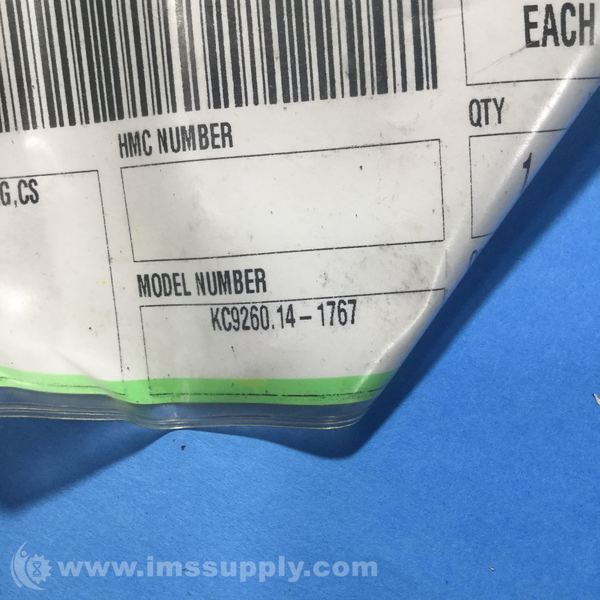 EACH
HMC NUMBER
QTY
1
G,CS
MODEL NUMBER
KC9260.14-1767
www.imssupply.com